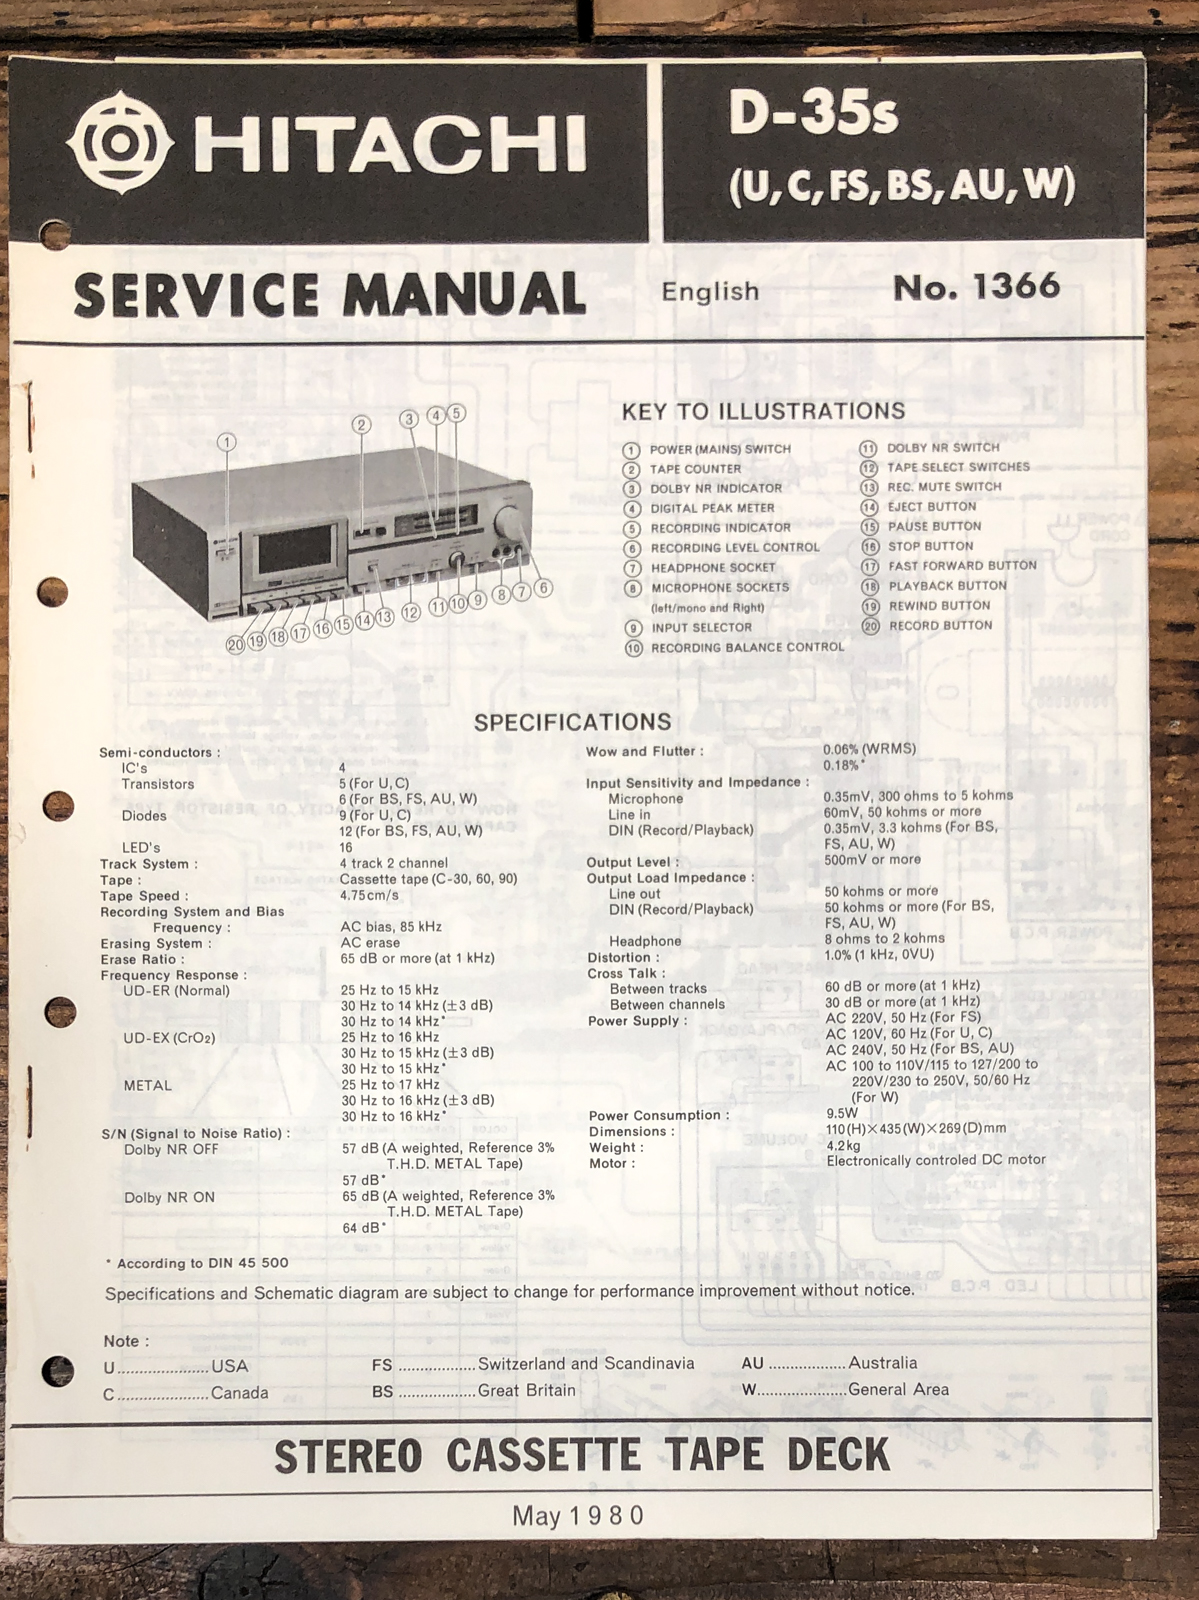 HITACHI
D-35s
(U, C, FS, BS, AU, W)
SERVICE MANUAL
English
No. 1366
KEY TO ILLUSTRATIONS
① POWER (MAINS) SWITCH
② TAPE COUNTER
③ DOLBY NR INDICATOR
④ DIGITAL PEAK METER
⑤ RECORDING INDICATOR
⑥ RECORDING LEVEL CONTROL
⑦ HEADPHONE SOCKET
⑧ MICROPHONE SOCKETS
(left/mono and Right)
⑨ INPUT SELECTOR
⑩ RECORDING BALANCE CONTROL
⑪ DOLBY NR SWITCH
⑫ TAPE SELECT SWITCHES
⑬ REC. MUTE SWITCH
⑭ EJECT BUTTON
⑮ PAUSE BUTTON
⑯ STOP BUTTON
⑰ FAST FORWARD BUTTON
⑱ PLAYBACK BUTTON
⑲ REWIND BUTTON
⑳ RECORD BUTTON
① ② ③ ④ ⑤
⑳ ⑲ ⑱ ⑰ ⑯ ⑮ ⑭ ⑬ ⑫ ⑪ ⑩ ⑨ ⑧ ⑦ ⑥
HITACHI
SPECIFICATIONS
Semi-conductors :
IC's 4
Transistors 5 (For U, C)
6 (For BS, FS, AU, W)
Diodes 9 (For U, C)
12 (For BS, FS, AU, W)
LED's 16
Track System : 4 track 2 channel
Tape : Cassette tape (C-30, 60, 90)
Tape Speed : 4.75cm/s
Recording System and Bias
Frequency : AC bias, 85 kHz
Erasing System : AC erase
Erase Ratio : 65 dB or more (at 1 kHz)
Frequency Response :
UD-ER (Normal) 25 Hz to 15 kHz
30 Hz to 14 kHz (±3 dB)
30 Hz to 14 kHz*
UD-EX (CrO2) 25 Hz to 16 kHz
30 Hz to 15 kHz (±3 dB)
30 Hz to 15 kHz*
METAL 25 Hz to 17 kHz
30 Hz to 16 kHz (±3 dB)
30 Hz to 16 kHz*
S/N (Signal to Noise Ratio) :
Dolby NR OFF 57 dB (A weighted, Reference 3%
T.H.D. METAL Tape)
57 dB*
Dolby NR ON 65 dB (A weighted, Reference 3%
T.H.D. METAL Tape)
64 dB*
Wow and Flutter : 0.06% (WRMS)
0.18%*
Input Sensitivity and Impedance :
Microphone 0.35mV, 300 ohms to 5 kohms
Line in 60mV, 50 kohms or more
DIN (Record/Playback) 0.35mV, 3.3 kohms (For BS,
FS, AU, W)
Output Level : 500mV or more
Output Load Impedance :
Line out 50 kohms or more
DIN (Record/Playback) 50 kohms or more (For BS,
FS, AU, W)
Headphone 8 ohms to 2 kohms
Distortion : 1.0% (1 kHz, 0VU)
Cross Talk :
Between tracks 60 dB or more (at 1 kHz)
Between channels 30 dB or more (at 1 kHz)
Power Supply : AC 220V, 50 Hz (For FS)
AC 120V, 60 Hz (For U, C)
AC 240V, 50 Hz (For BS, AU)
AC 100 to 110V/115 to 127/200 to
220V/230 to 250V, 50/60 Hz
(For W)
Power Consumption : 9.5W
Dimensions : 110(H)×435(W)×269(D)mm
Weight : 4.2kg
Motor : Electronically controled DC motor
* According to DIN 45 500
Specifications and Schematic diagram are subject to change for performance improvement without notice.
Note :
U....................USA
FS .................Switzerland and Scandinavia
AU .................Australia
C....................Canada
BS .................Great Britain
W....................General Area
STEREO CASSETTE TAPE DECK
May 1980